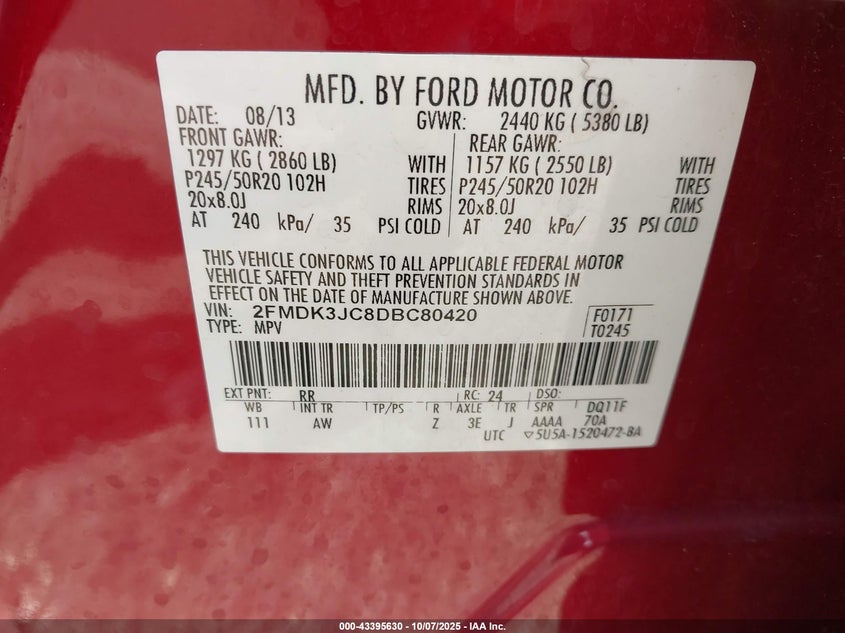 MFD. BY FORD MOTOR CO.
DATE: 08/13 GVWR: 2440 KG ( 5380 LB)
FRONT GAWR: REAR GAWR:
1297 KG ( 2860 LB) WITH 1157 KG ( 2550 LB) WITH
P245/50R20 102H TIRES P245/50R20 102H TIRES
20x8.0J RIMS 20x8.0J RIMS
AT 240 kPa/ 35 PSI COLD AT 240 kPa/ 35 PSI COLD
THIS VEHICLE CONFORMS TO ALL APPLICABLE FEDERAL MOTOR
VEHICLE SAFETY AND THEFT PREVENTION STANDARDS IN
EFFECT ON THE DATE OF MANUFACTURE SHOWN ABOVE.
VIN: 2FMDK3JC8DBC80420 F0171
TYPE: MPV T0245
EXT PNT: RR RC: 24 DSO:
WB INT TR TP/PS R AXLE TR SPR DQ11F
111 AW Z 3E J AAAA 70A
UTC ▽5U5A-1520472-BA
000-43395630 - 10/07/2025 - IAA Inc.